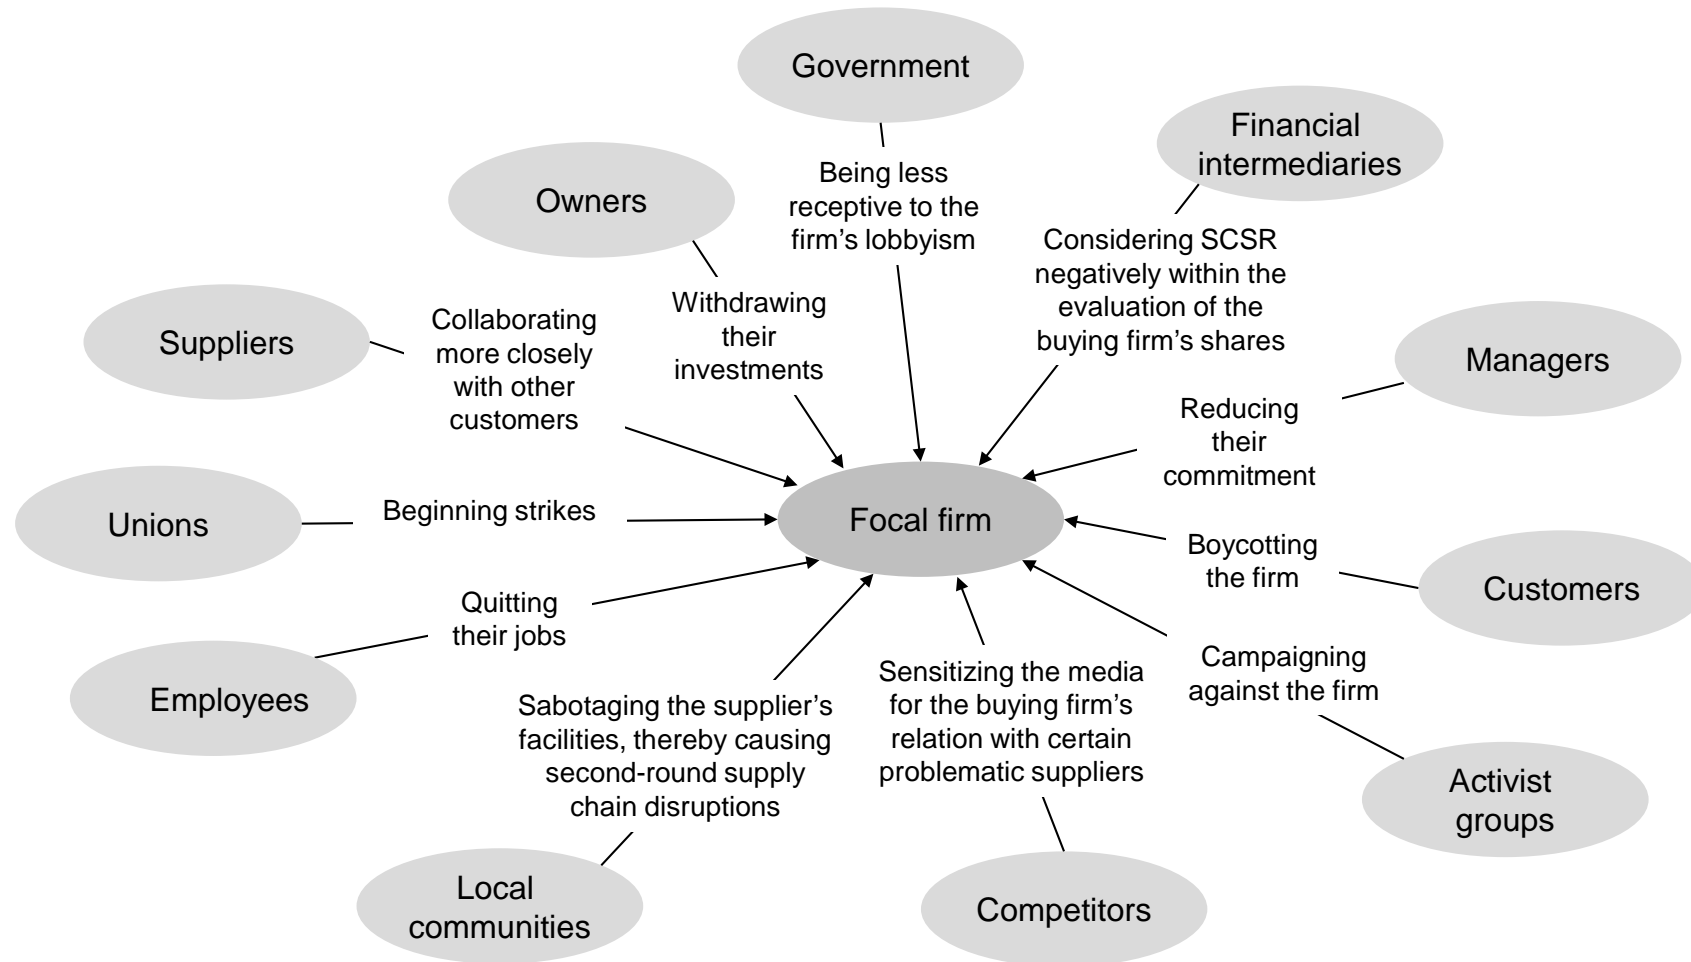 Government
Being less
receptive to the
firm’s lobbyism
Financial
intermediaries
Considering SCSR
negatively within the
evaluation of the
buying firm’s shares
Owners
Withdrawing
their
investments
Suppliers
Collaborating
more closely
with other
customers
Managers
Reducing
their
commitment
Unions
Beginning strikes
Focal firm
Boycotting
the firm
Customers
Quitting
their jobs
Employees
Campaigning
against the firm
Activist
groups
Sabotaging the supplier’s
facilities, thereby causing
second-round supply
chain disruptions
Local
communities
Sensitizing the media
for the buying firm’s
relation with certain
problematic suppliers
Competitors